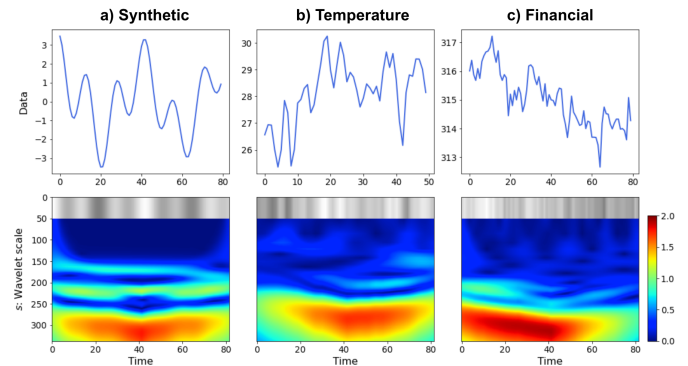 a) Synthetic
b) Temperature
c) Financial
Data
3
2
1
0
−1
−2
−3
0 20 40 60 80
30
29
28
27
26
0 10 20 30 40 50
317
316
315
314
313
0 20 40 60 80
s: Wavelet scale
0
50
100
150
200
250
300
0 20 40 60 80
Time
0 20 40 60 80
Time
0 20 40 60 80
Time
2.0
1.5
1.0
0.5
0.0